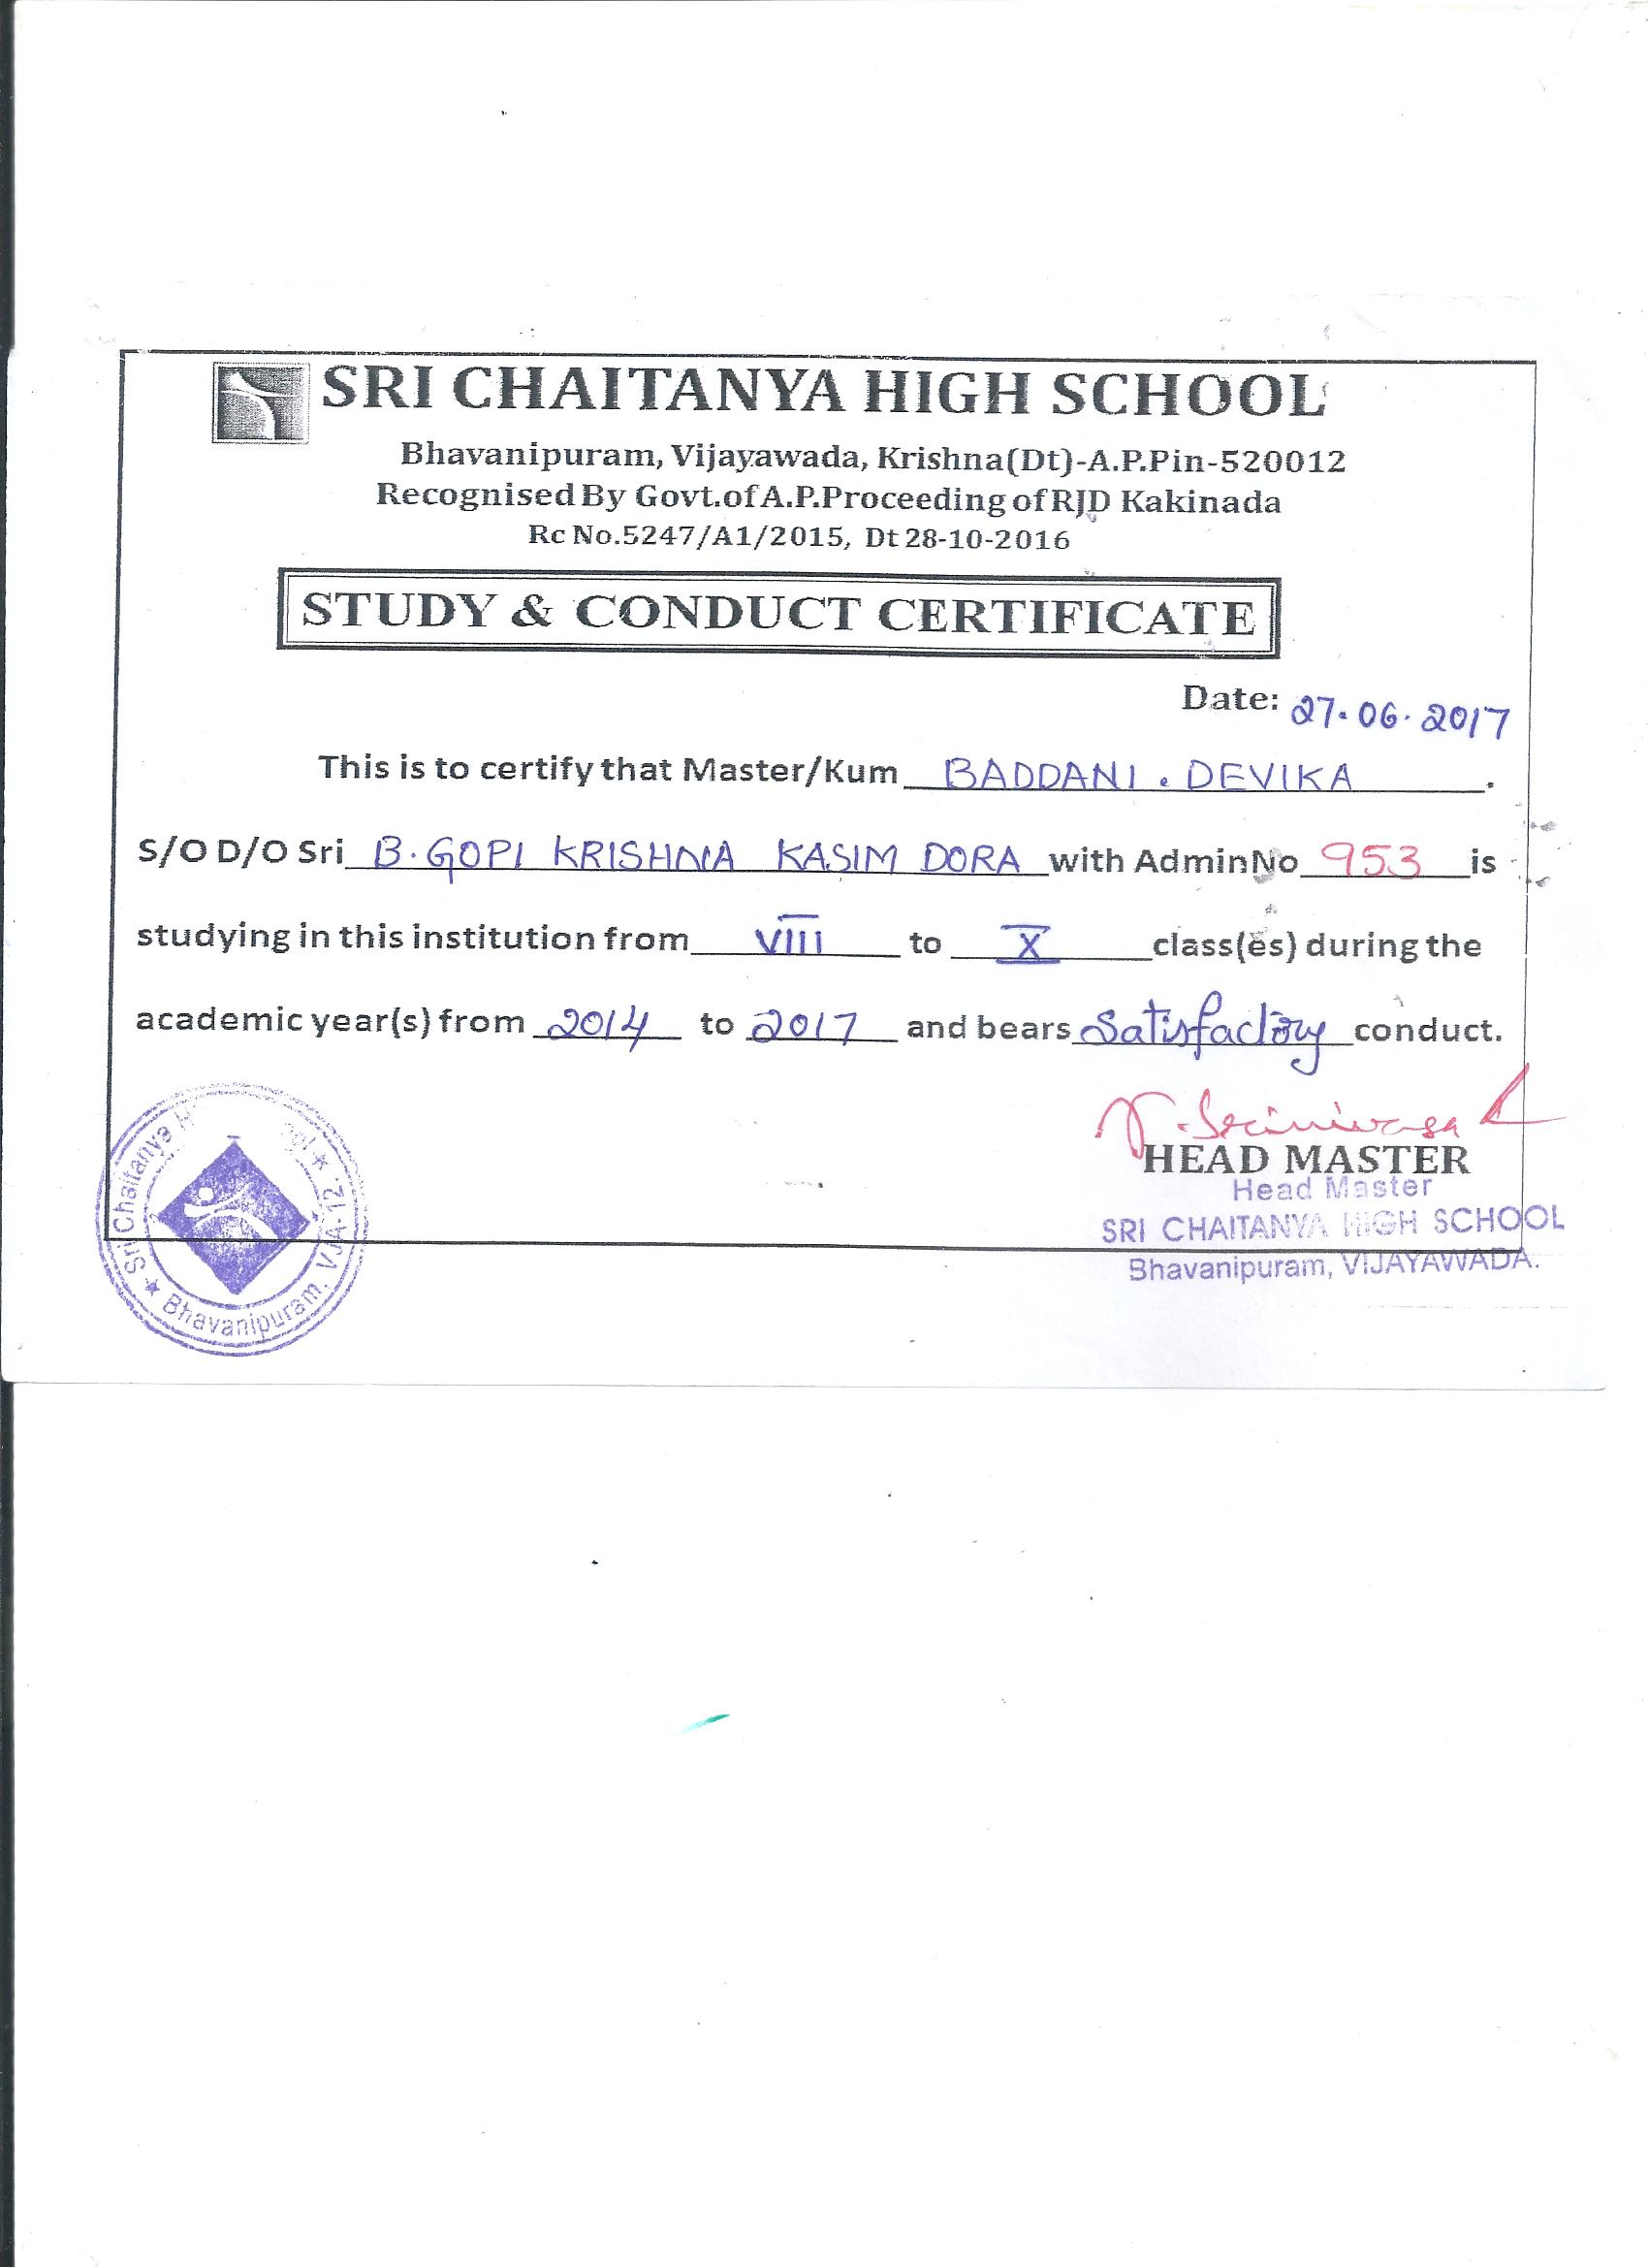 SRI CHAITANYA HIGH SCHOOL
Bhavanipuram, Vijayawada, Krishna(Dt)-A.P.Pin-520012
Recognised By Govt.of A.P.Proceeding of RJD Kakinada
Rc No.5247/A1/2015, Dt 28-10-2016
STUDY & CONDUCT CERTIFICATE
Date: 27.06.2017
This is to certify that Master/Kum BADDANI. DEVIKA.
S/O D/O Sri B. GOPI KRISHNA KASIM DORA with AdminNo 953 is
studying in this institution from VIII to X class(es) during the
academic year(s) from 2014 to 2017 and bears Satisfactory conduct.
HEAD MASTER
Head Master
SRI CHAITANYA HIGH SCHOOL
Bhavanipuram, VIJAYAWADA.
Sri Chaitanya
Bhavanipuram, VJA-12.